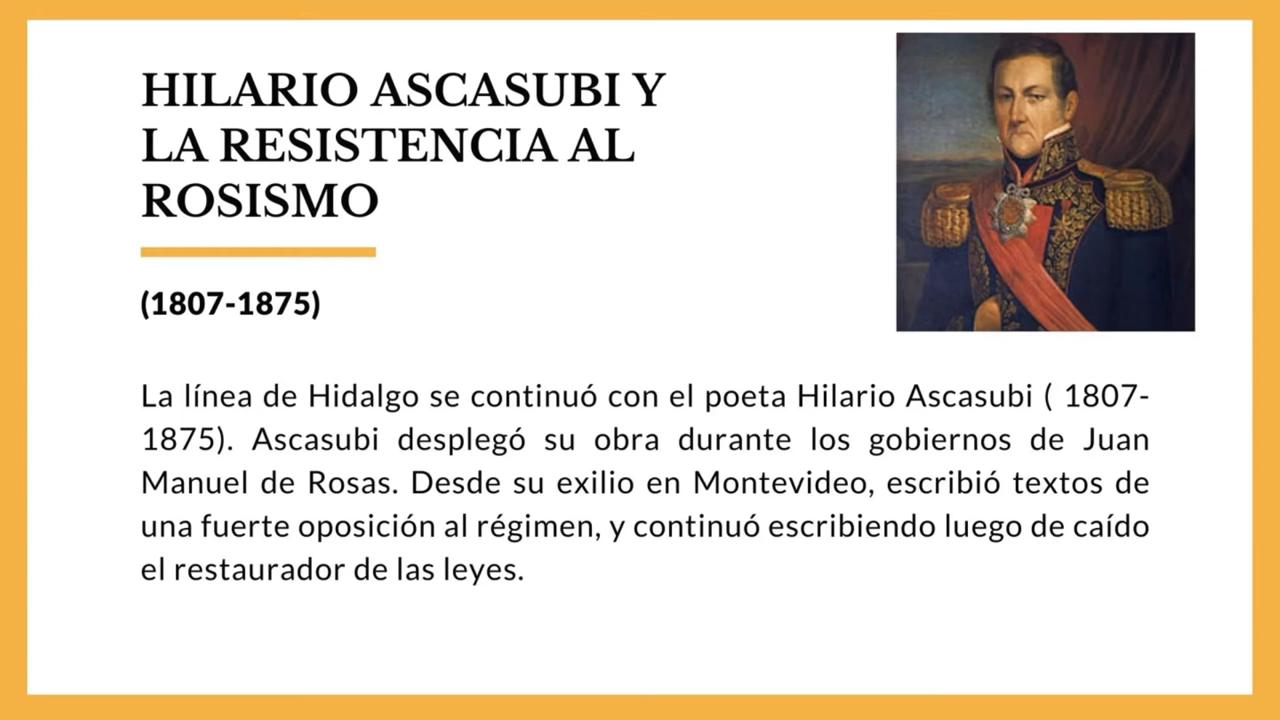 HILARIO ASCASUBI Y
LA RESISTENCIA AL
ROSISMO
(1807-1875)
La línea de Hidalgo se continuó con el poeta Hilario Ascasubi ( 1807-
1875). Ascasubi desplegó su obra durante los gobiernos de Juan
Manuel de Rosas. Desde su exilio en Montevideo, escribió textos de
una fuerte oposición al régimen, y continuó escribiendo luego de caído
el restaurador de las leyes.